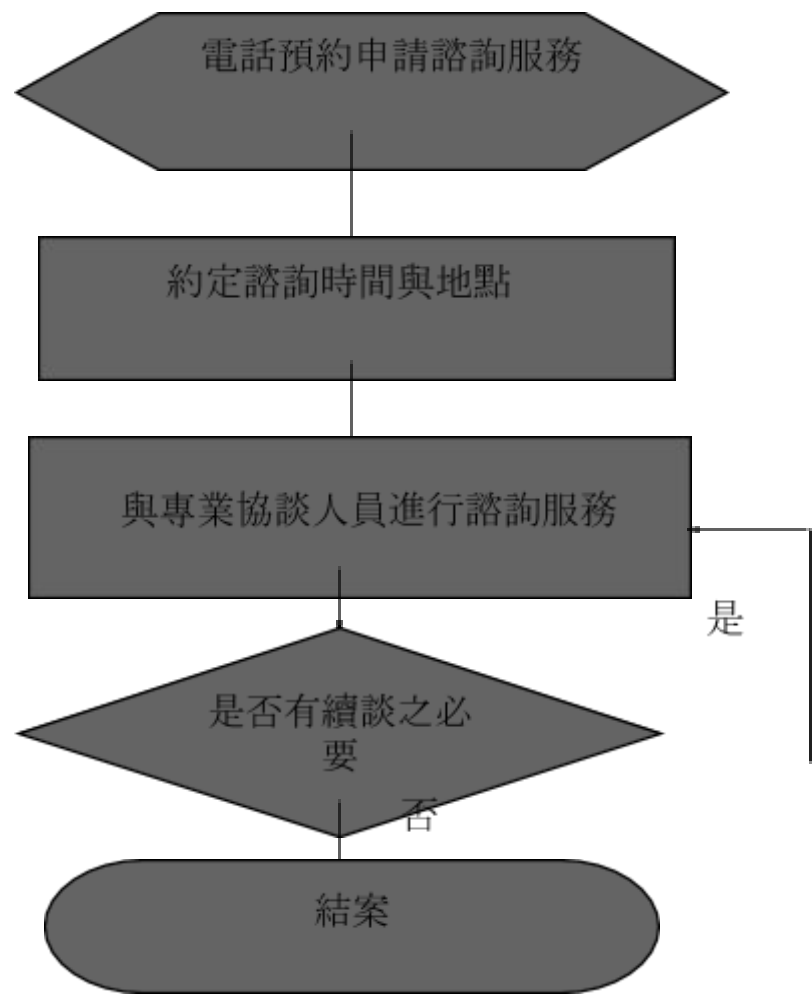 電話預約申請諮詢服務
約定諮詢時間與地點
與專業協談人員進行諮詢服務
是
是否有續談之必
要
否
結案